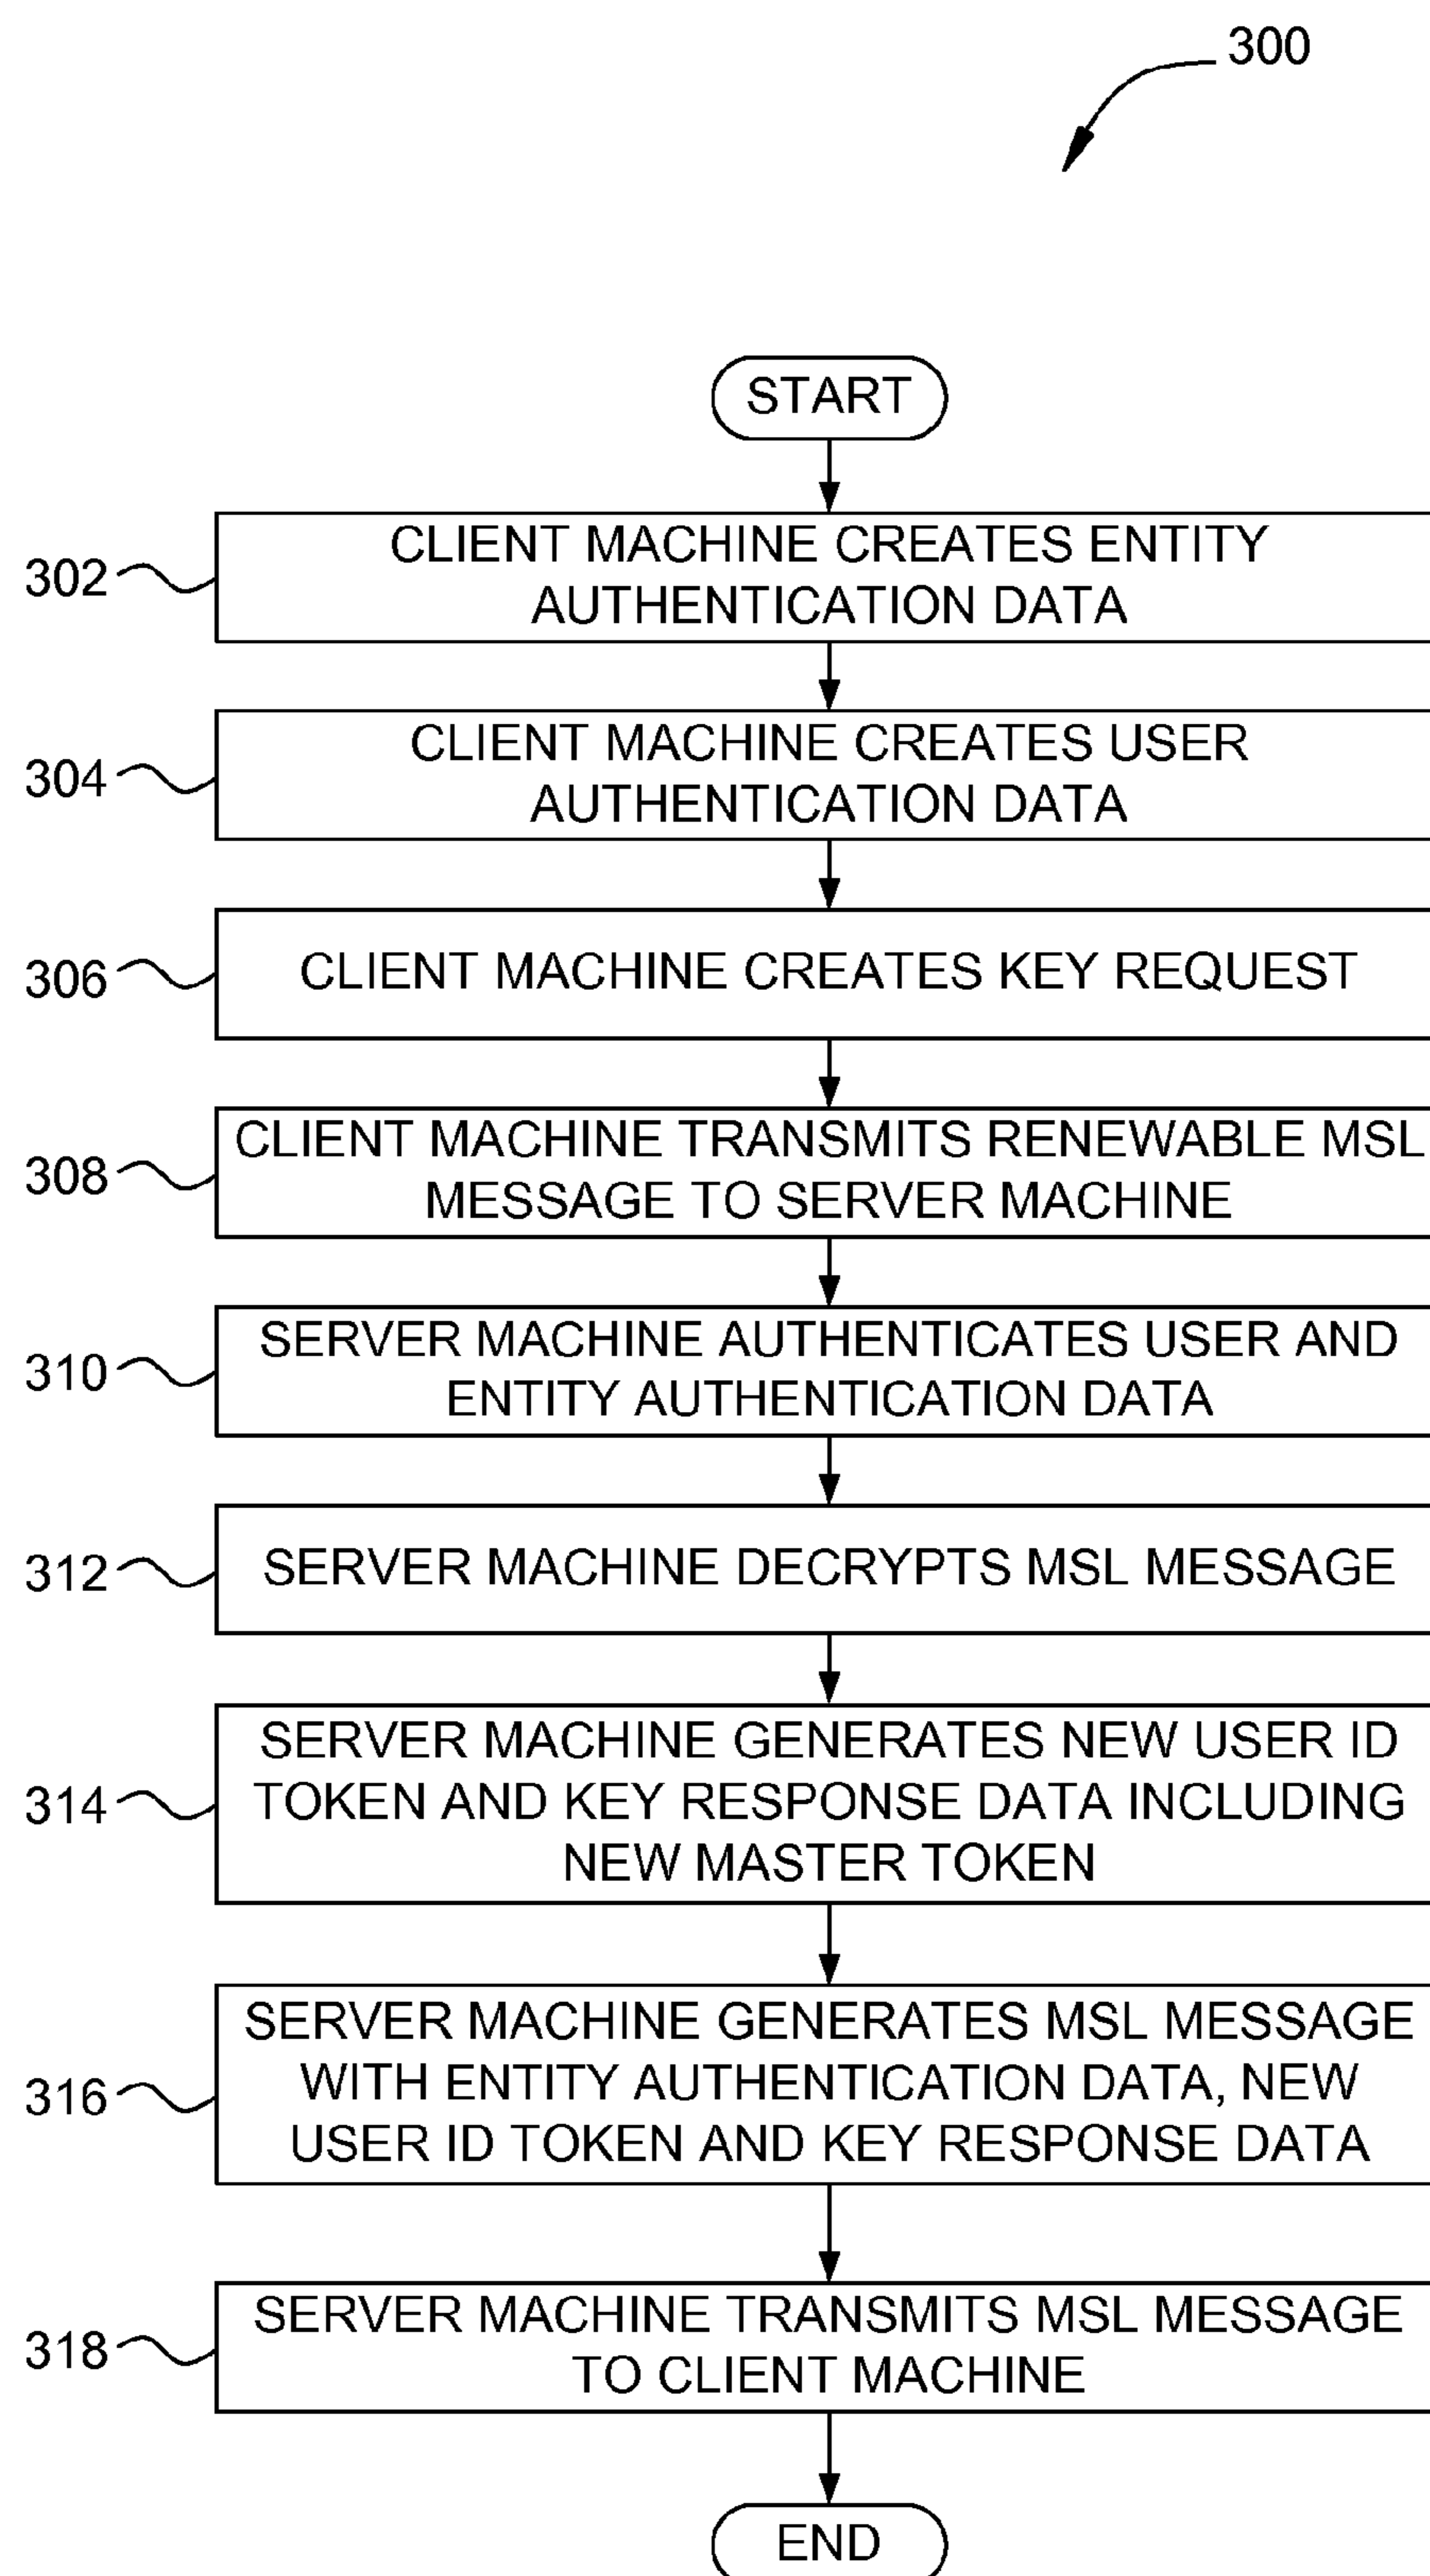 300
START
302
CLIENT MACHINE CREATES ENTITY
AUTHENTICATION DATA
304
CLIENT MACHINE CREATES USER
AUTHENTICATION DATA
306
CLIENT MACHINE CREATES KEY REQUEST
308
CLIENT MACHINE TRANSMITS RENEWABLE MSL
MESSAGE TO SERVER MACHINE
310
SERVER MACHINE AUTHENTICATES USER AND
ENTITY AUTHENTICATION DATA
312
SERVER MACHINE DECRYPTS MSL MESSAGE
314
SERVER MACHINE GENERATES NEW USER ID
TOKEN AND KEY RESPONSE DATA INCLUDING
NEW MASTER TOKEN
316
SERVER MACHINE GENERATES MSL MESSAGE
WITH ENTITY AUTHENTICATION DATA, NEW
USER ID TOKEN AND KEY RESPONSE DATA
318
SERVER MACHINE TRANSMITS MSL MESSAGE
TO CLIENT MACHINE
END